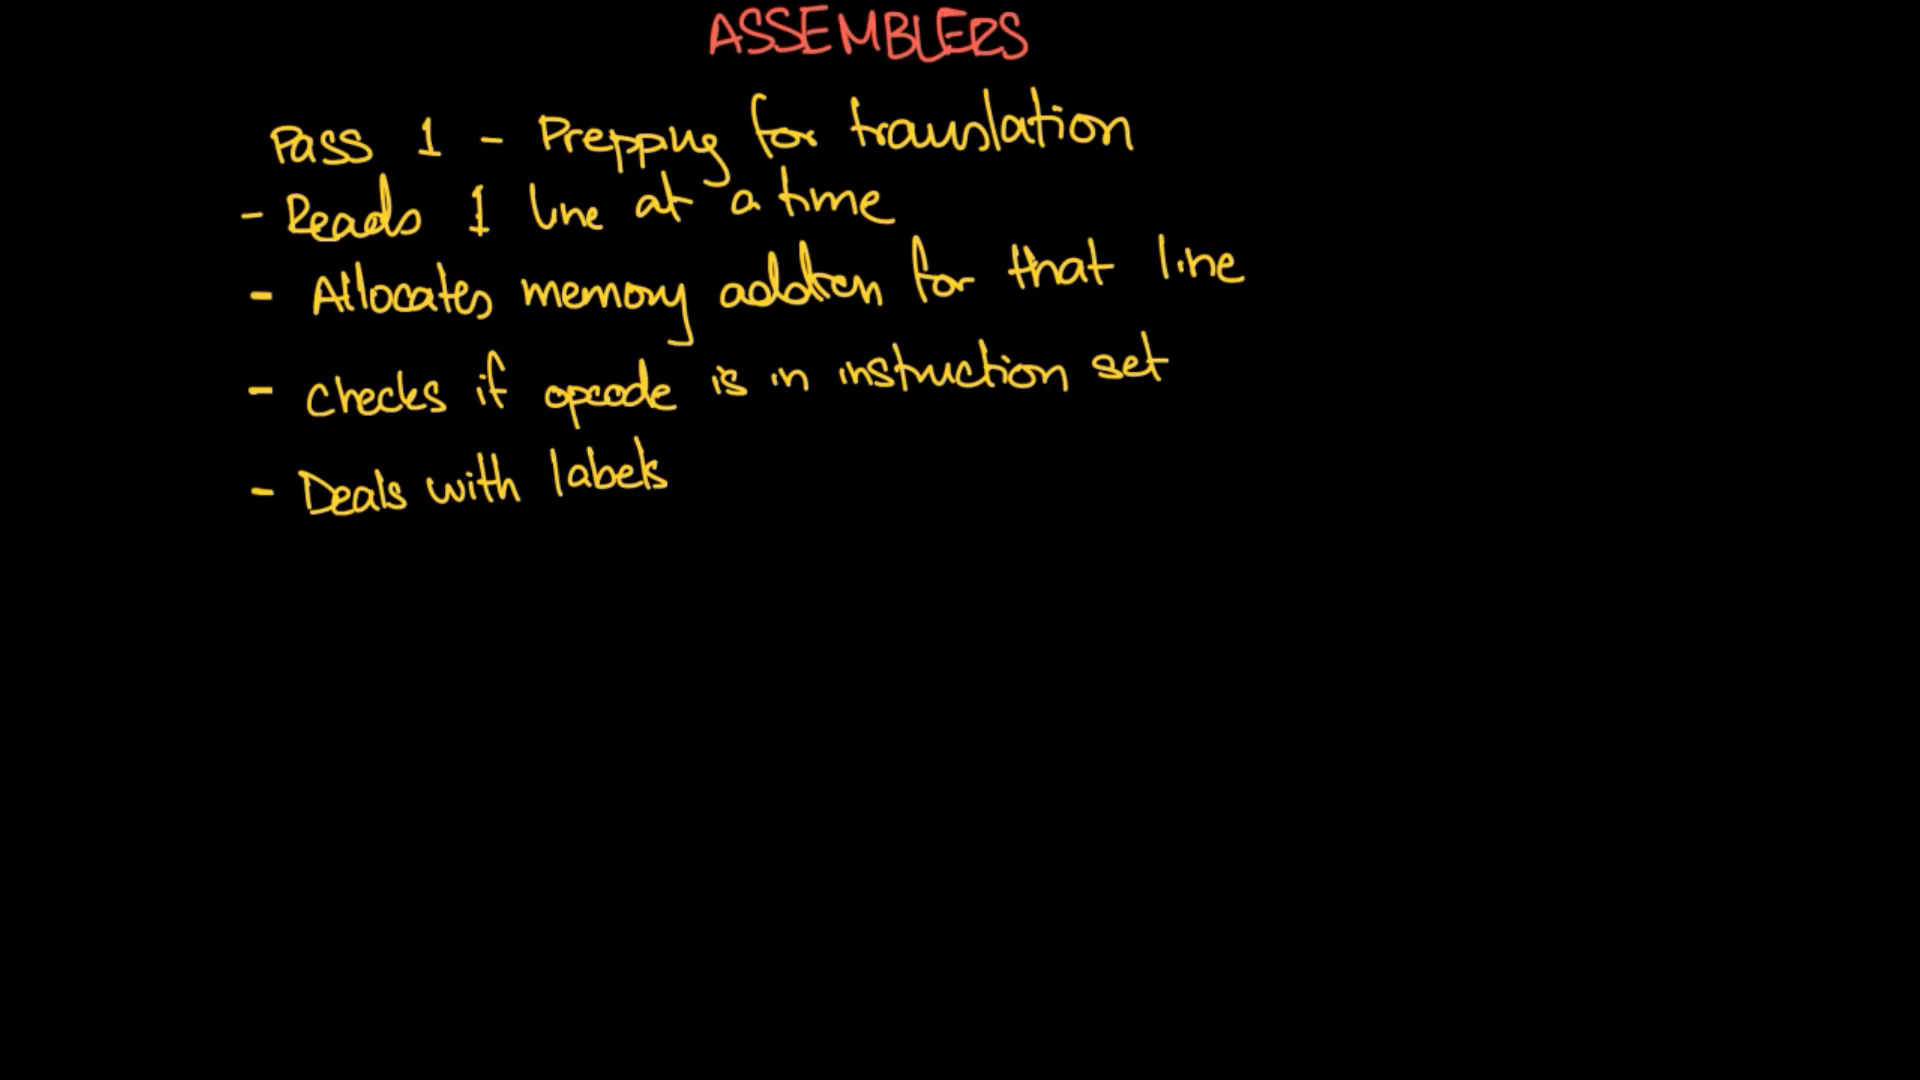 ASSEMBLERS
Pass 1 - Prepping for translation
- Reads 1 line at a time
- Allocates memory for that line
- Checks if opcode is in instruction set
- Deals with labels